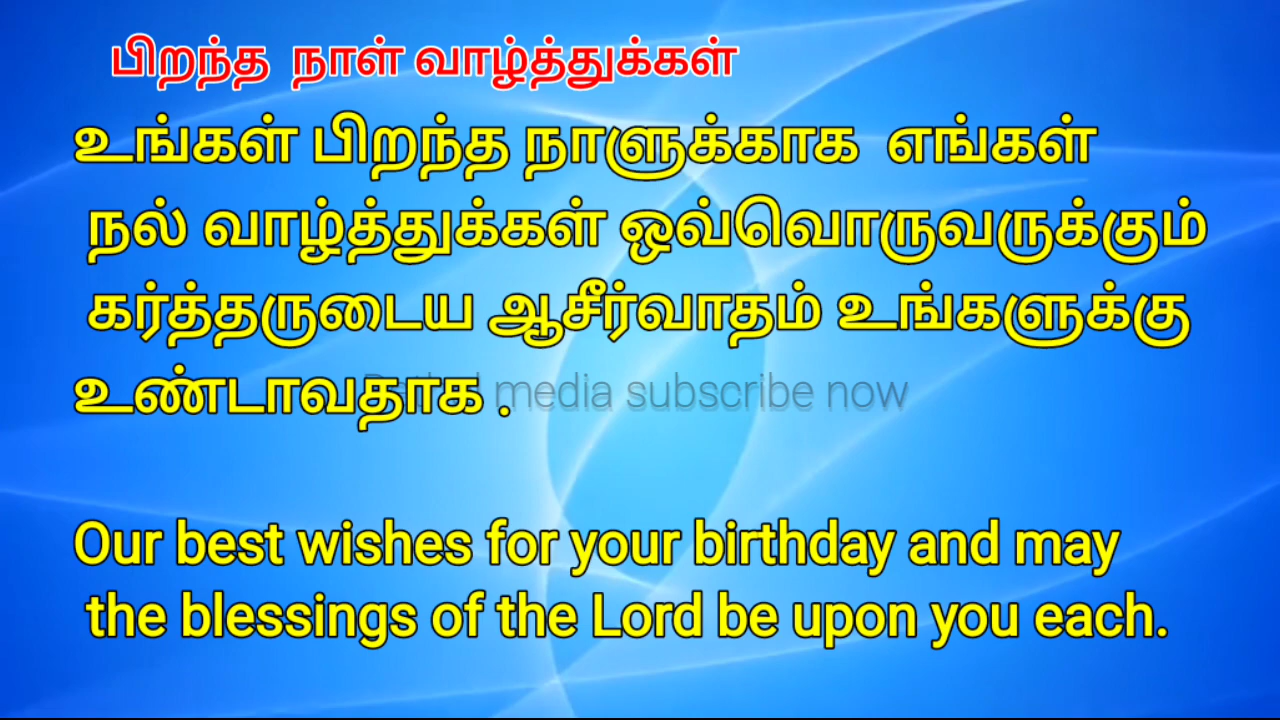 பிறந்த நாள் வாழ்த்துக்கள்
உங்கள் பிறந்த நாளுக்காக எங்கள்
நல் வாழ்த்துக்கள் ஒவ்வொருவருக்கும்
கர்த்தருடைய ஆசீர்வாதம் உங்களுக்கு
உண்டாவதாக .
media subscribe now
Our best wishes for your birthday and may
the blessings of the Lord be upon you each.